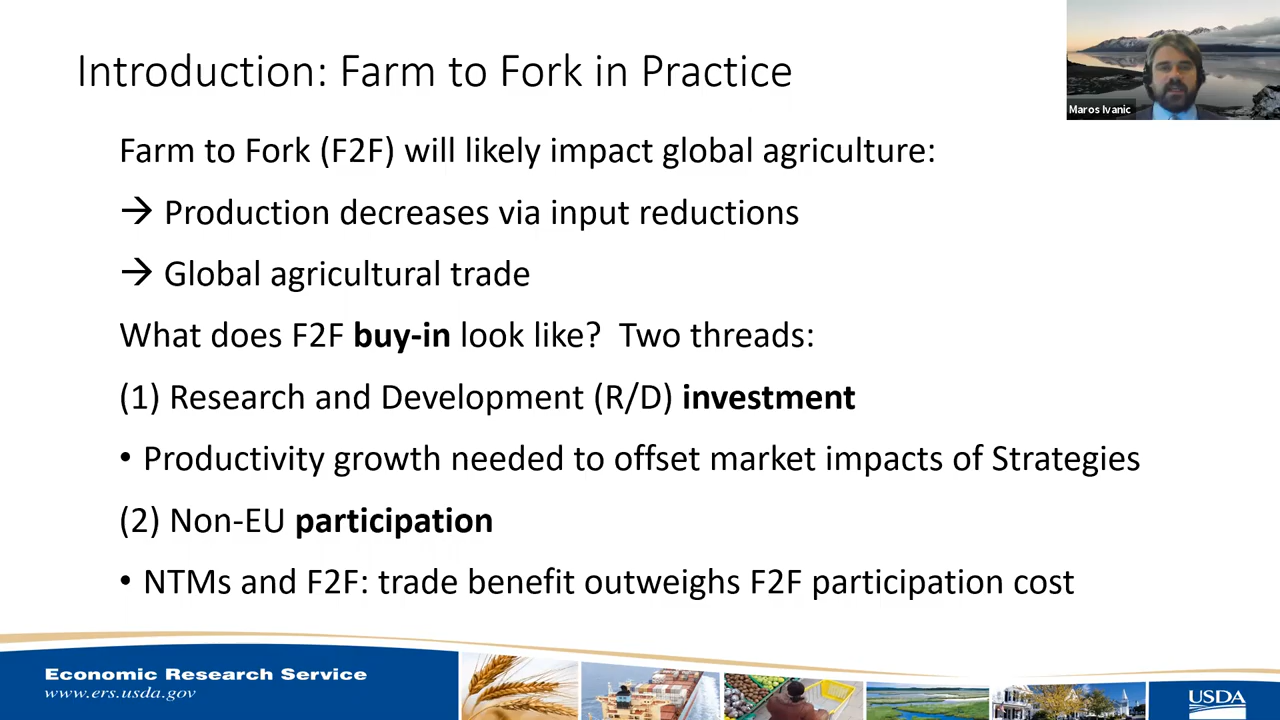 Introduction: Farm to Fork in Practice
Maros Ivanic
Farm to Fork (F2F) will likely impact global agriculture:
→ Production decreases via input reductions
→ Global agricultural trade
What does F2F buy-in look like? Two threads:
(1) Research and Development (R/D) investment
• Productivity growth needed to offset market impacts of Strategies
(2) Non-EU participation
• NTMs and F2F: trade benefit outweighs F2F participation cost
Economic Research Service
www.ers.usda.gov
USDA